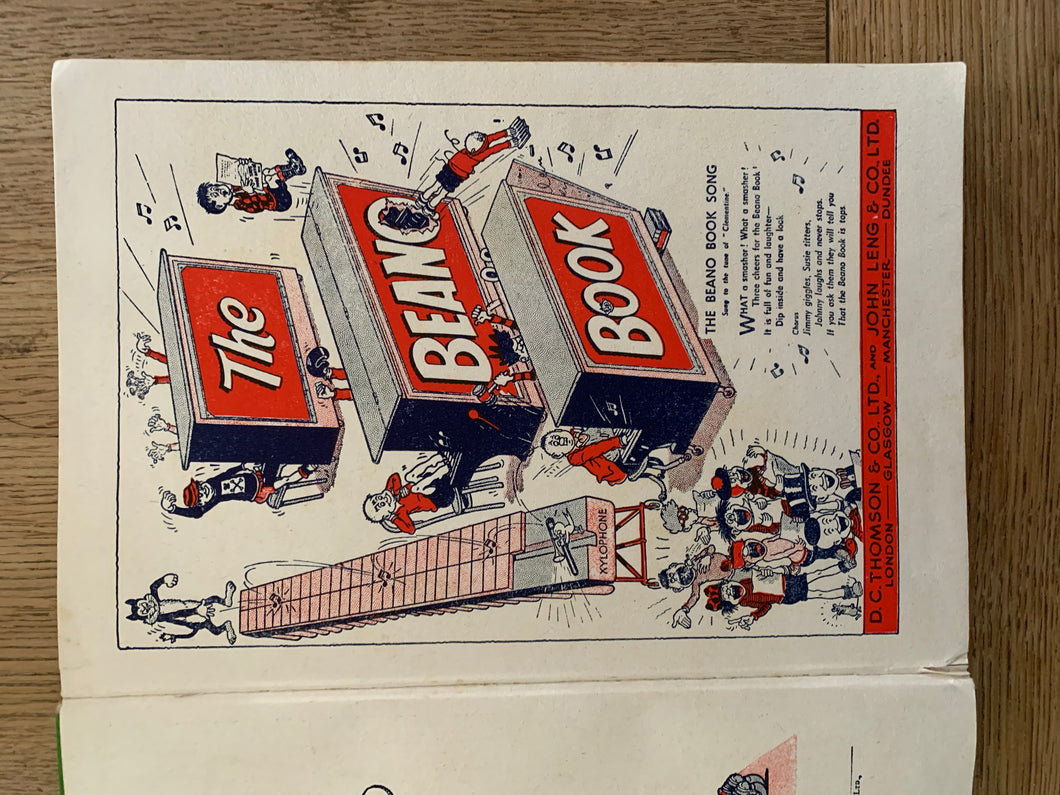 The
BEANO
BOOK
XYLOPHONE
THE BEANO BOOK SONG
Sung to the tune of "Clementine."
WHAT a smasher! What a smasher!
Three cheers for the Beano Book!
It is full of fun and laughter—
Dip inside and have a look
Chorus
Jimmy giggles, Susie titters,
Johnny laughs and never stops.
If you ask them they will tell you
That the Beano Book is tops.
D. C. THOMSON & CO., LTD., AND JOHN LENG & CO., LTD.
LONDON — GLASGOW — MANCHESTER — DUNDEE
LTD.,